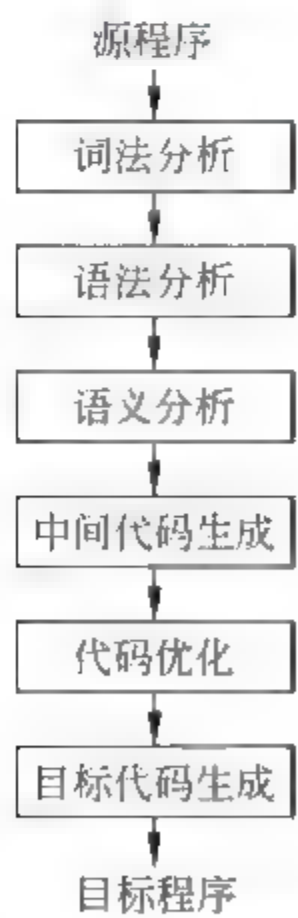 源程序
词法分析
语法分析
语义分析
中间代码生成
代码优化
目标代码生成
目标程序